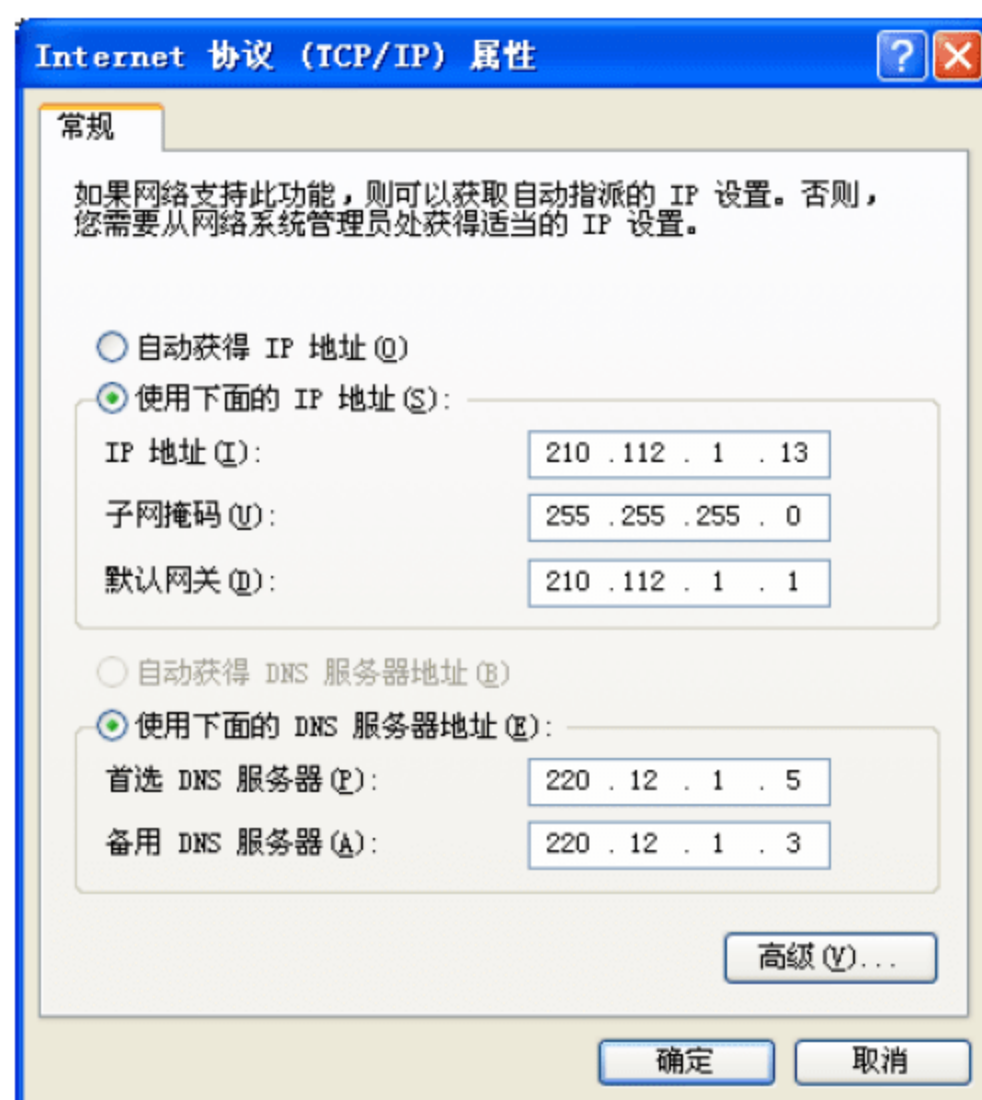 Internet 协议 (TCP/IP) 属性
常规
如果网络支持此功能，则可以获取自动指派的 IP 设置。否则，
您需要从网络系统管理员处获得适当的 IP 设置。
自动获得 IP 地址(O)
使用下面的 IP 地址(S):
IP 地址(I): 210 .112 . 1 . 13
子网掩码(U): 255 .255 .255 . 0
默认网关(D): 210 .112 . 1 . 1
自动获得 DNS 服务器地址(B)
使用下面的 DNS 服务器地址(E):
首选 DNS 服务器(P): 220 . 12 . 1 . 5
备用 DNS 服务器(A): 220 . 12 . 1 . 3
高级(V)...
确定 取消